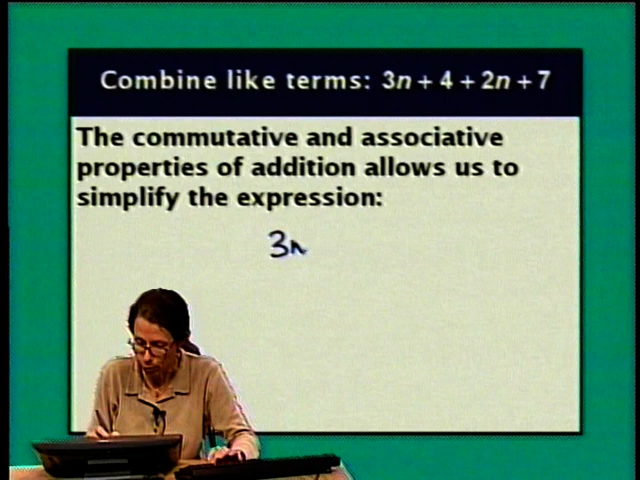 Combine like terms: 3n + 4 + 2n + 7
The commutative and associative
properties of addition allows us to
simplify the expression:
3n